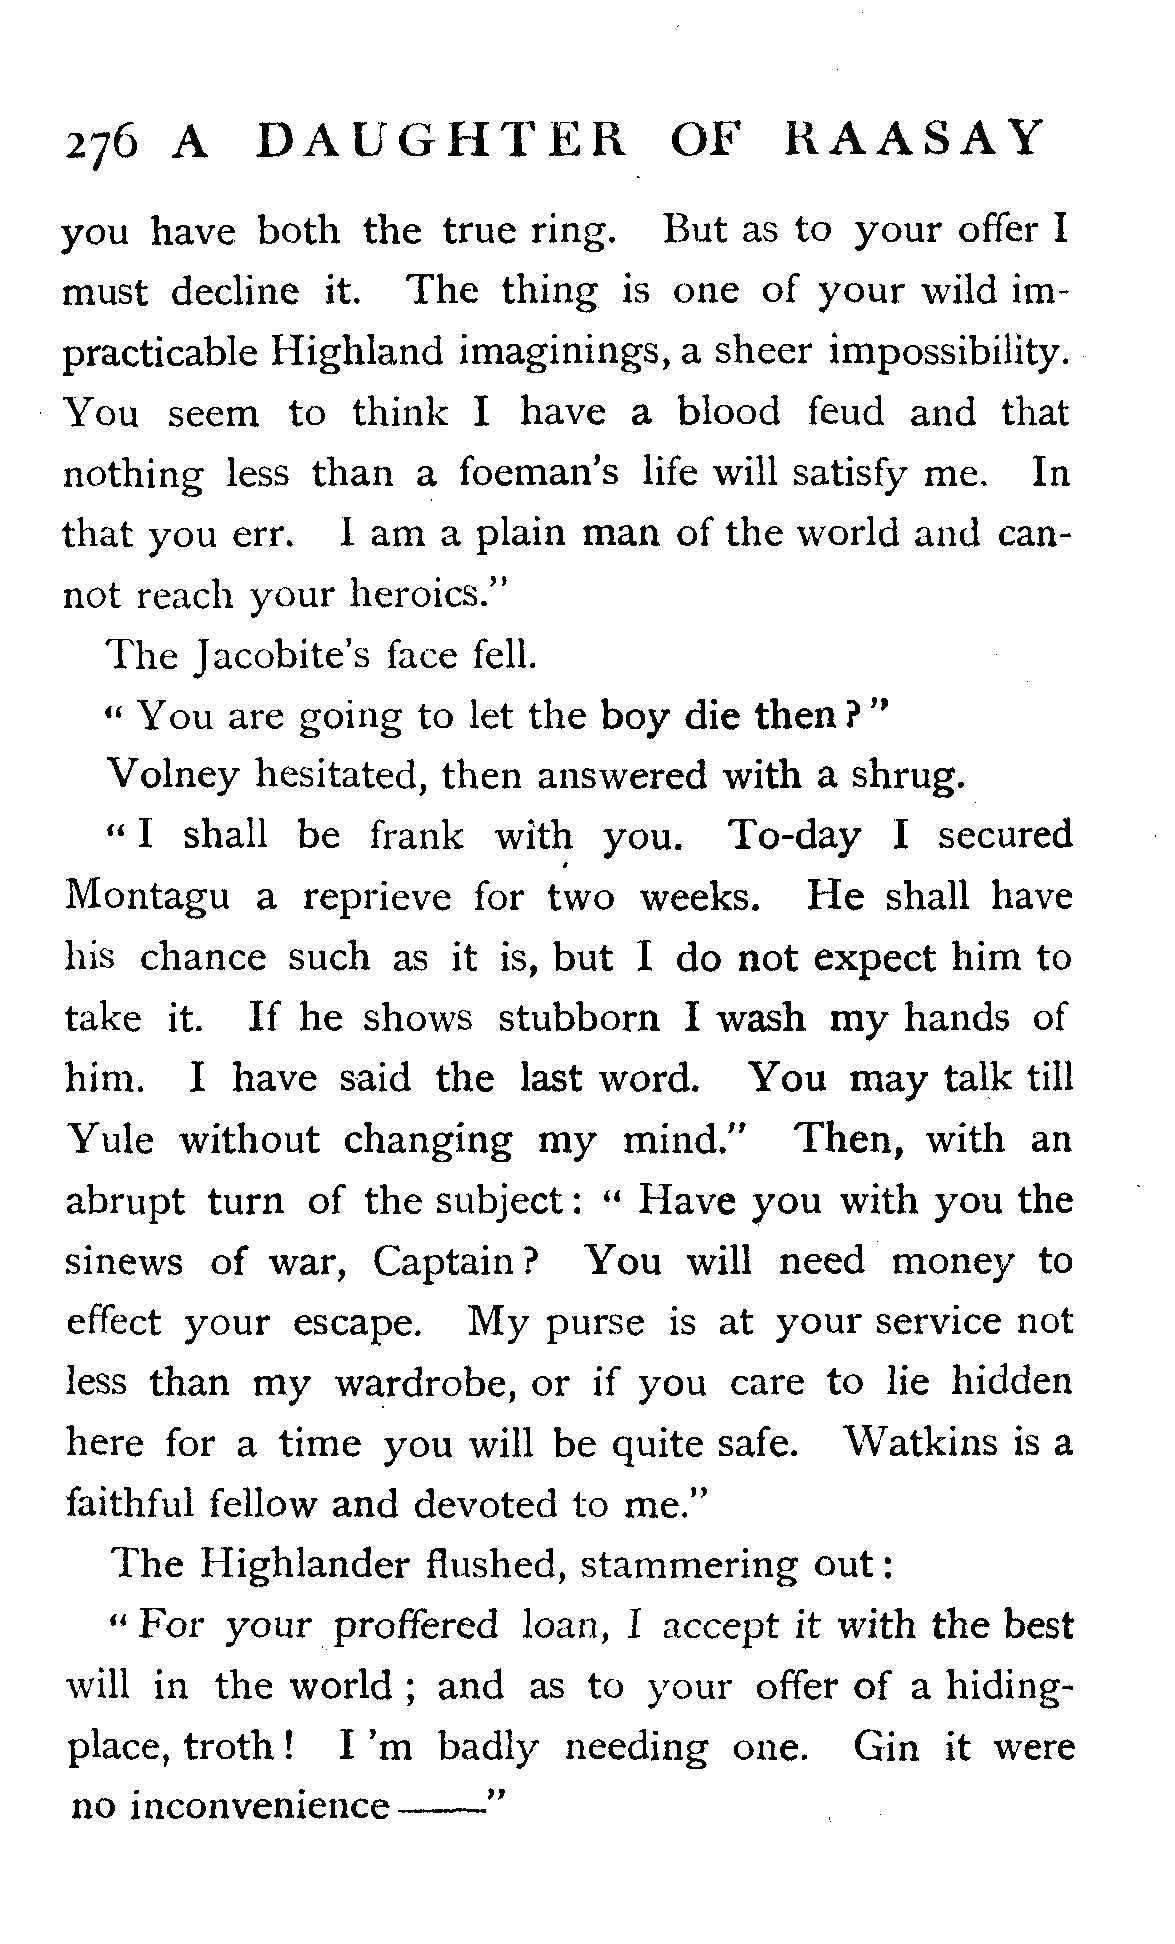 276 A DAUGHTER OF RAASAY
you have both the true ring. But as to your offer I
must decline it. The thing is one of your wild im-
practicable Highland imaginings, a sheer impossibility.
You seem to think I have a blood feud and that
nothing less than a foeman's life will satisfy me. In
that you err. I am a plain man of the world and can-
not reach your heroics."
The Jacobite's face fell.
"You are going to let the boy die then?"
Volney hesitated, then answered with a shrug.
"I shall be frank with you. To-day I secured
Montagu a reprieve for two weeks. He shall have
his chance such as it is, but I do not expect him to
take it. If he shows stubborn I wash my hands of
him. I have said the last word. You may talk till
Yule without changing my mind." Then, with an
abrupt turn of the subject: "Have you with you the
sinews of war, Captain? You will need money to
effect your escape. My purse is at your service not
less than my wardrobe, or if you care to lie hidden
here for a time you will be quite safe. Watkins is a
faithful fellow and devoted to me."
The Highlander flushed, stammering out:
"For your proffered loan, I accept it with the best
will in the world; and as to your offer of a hiding-
place, troth! I'm badly needing one. Gin it were
no inconvenience——"